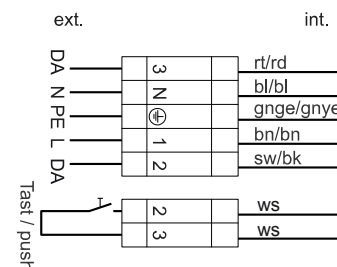 ext. int.
DA 3 rt/rd
N N bl/bl
PE gnge/gnye
L 1 bn/bn
DA 2 sw/bk
2 ws
3 ws
Tast / push